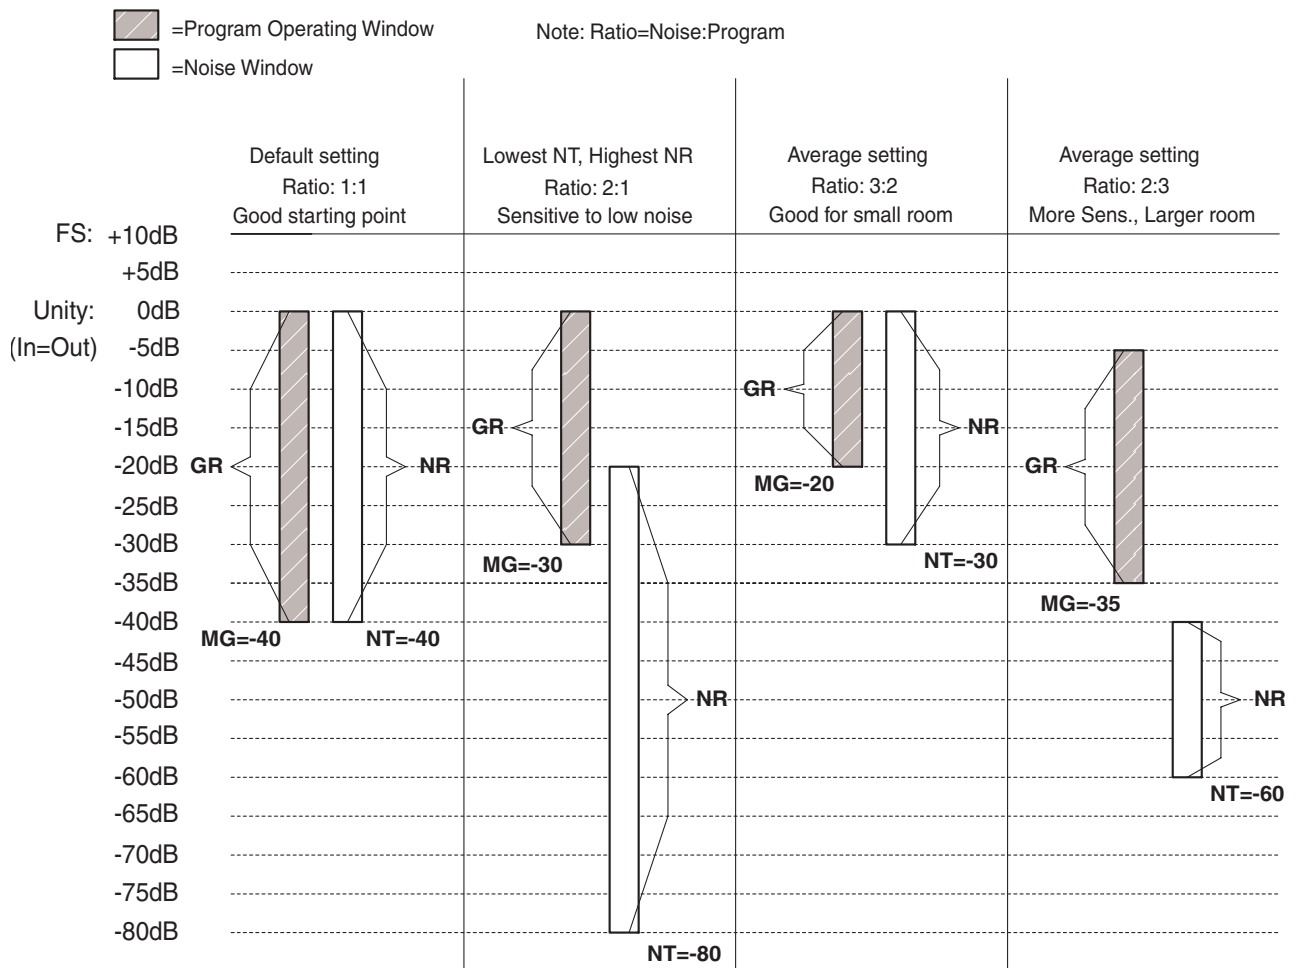 =Program Operating Window
Note: Ratio=Noise:Program
=Noise Window
Default setting
Ratio: 1:1
Good starting point
Lowest NT, Highest NR
Ratio: 2:1
Sensitive to low noise
Average setting
Ratio: 3:2
Good for small room
Average setting
Ratio: 2:3
More Sens., Larger room
FS: +10dB
+5dB
Unity: 0dB
(In=Out) -5dB
-10dB
-15dB
-20dB
-25dB
-30dB
-35dB
-40dB
-45dB
-50dB
-55dB
-60dB
-65dB
-70dB
-75dB
-80dB
GR
NR
MG=-40
NT=-40
GR
MG=-30
NR
NT=-80
GR
NR
MG=-20
NT=-30
GR
MG=-35
NR
NT=-60